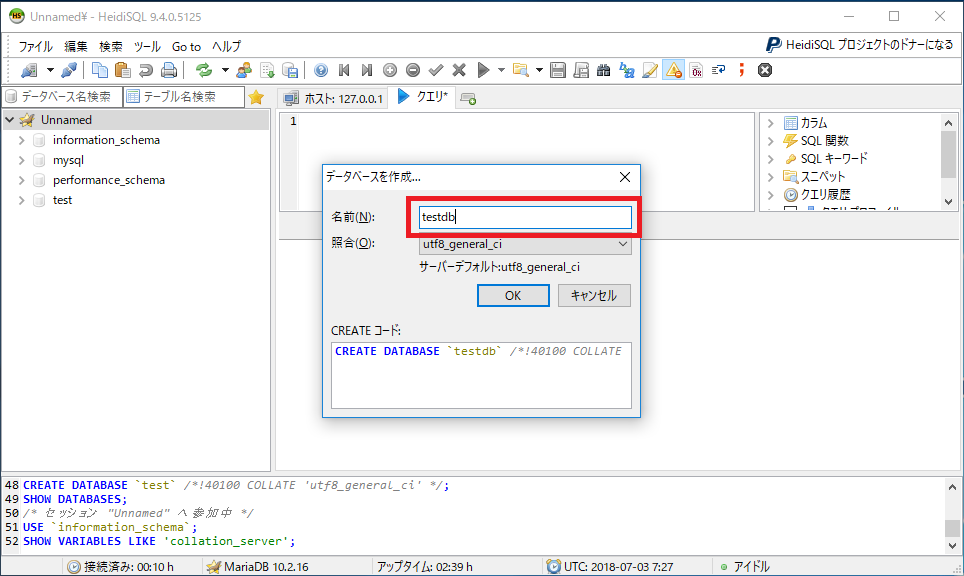 Unnamed¥ - HeidiSQL 9.4.0.5125
ファイル 編集 検索 ツール Go to ヘルプ
HeidiSQL プロジェクトのドナーになる
データベース名検索 テーブル名検索
ホスト: 127.0.0.1 クエリ*
Unnamed
information_schema
mysql
performance_schema
test
1
カラム
SQL 関数
SQL キーワード
スニペット
クエリ履歴
データベースを作成...
名前(N): testdb
照合(O): utf8_general_ci
サーバーデフォルト:utf8_general_ci
OK キャンセル
CREATE コード:
CREATE DATABASE `testdb` /*!40100 COLLATE
48 CREATE DATABASE `test` /*!40100 COLLATE 'utf8_general_ci' */;
49 SHOW DATABASES;
50 /* セッション "Unnamed" へ参加中 */
51 USE `information_schema`;
52 SHOW VARIABLES LIKE 'collation_server';
接続済み: 00:10 h MariaDB 10.2.16 アップタイム: 02:39 h UTC: 2018-07-03 7:27 アイドル